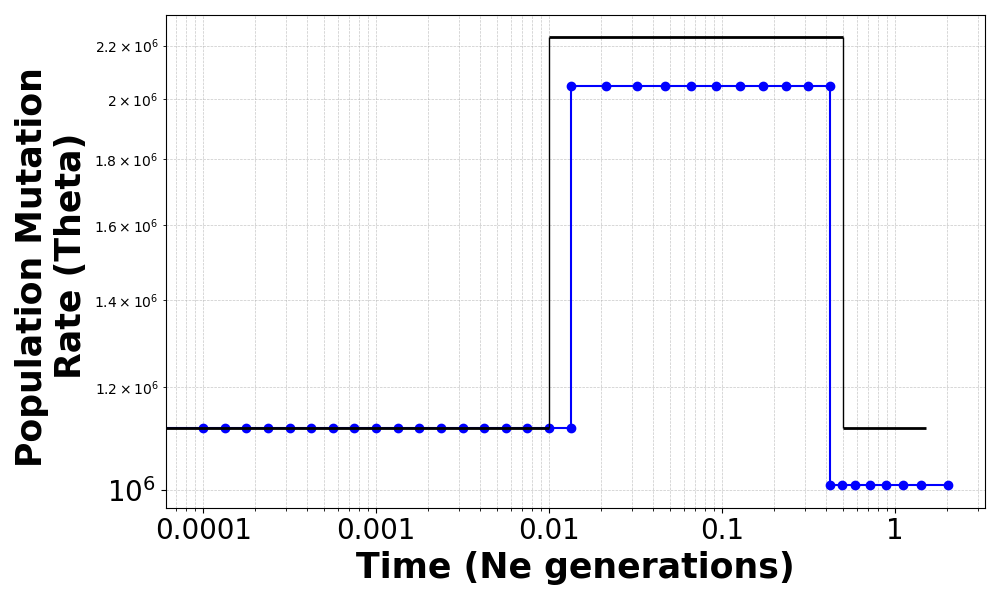 Population Mutation
Rate (Theta)
2.2 × 10⁶
2 × 10⁶
1.8 × 10⁶
1.6 × 10⁶
1.4 × 10⁶
1.2 × 10⁶
10⁶
0.0001 0.001 0.01 0.1 1
Time (Ne generations)